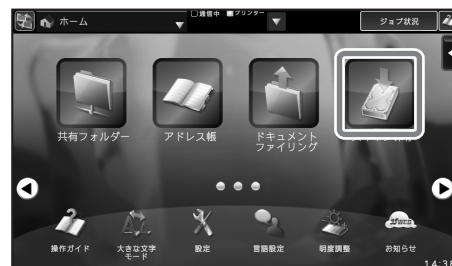 ホーム
□通信中 ■プリンター
ジョブ状況
共有フォルダー
アドレス帳
ドキュメント
ファイリング
操作ガイド
大きな文字
モード
設定
言語設定
明度調整
お知らせ
14:38